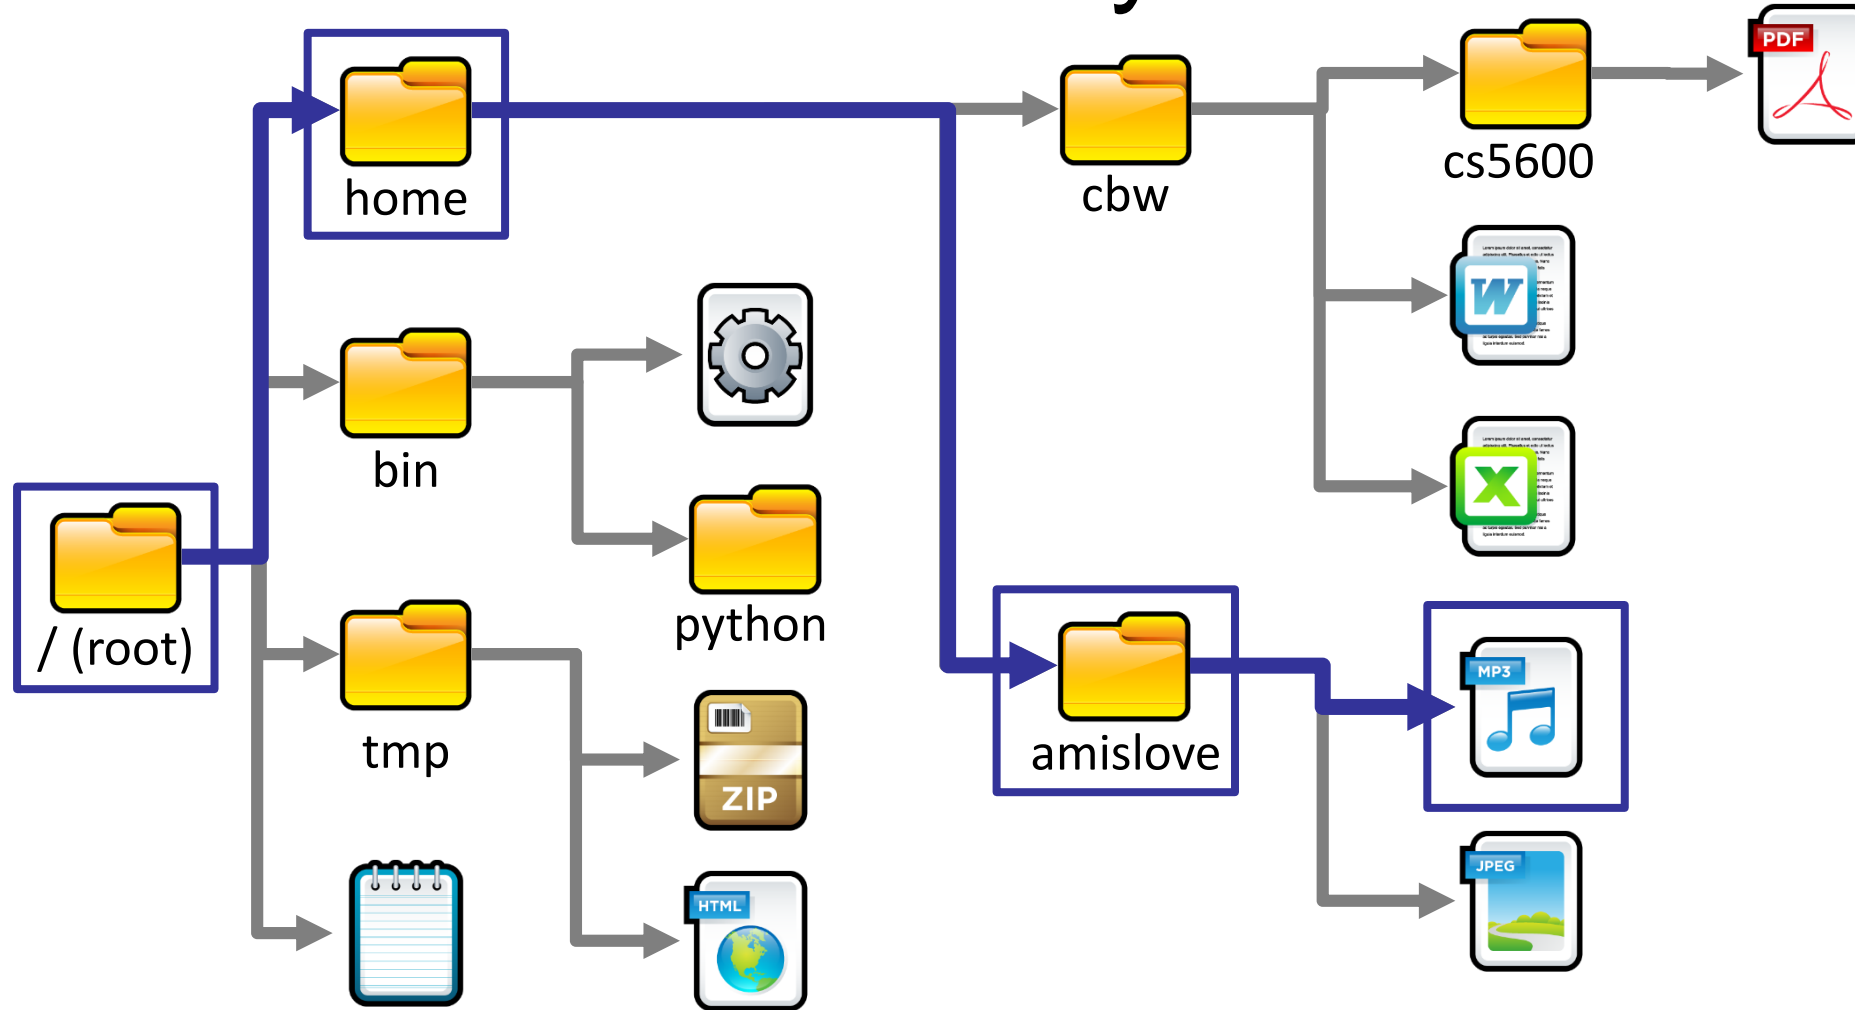 home
cbw
cs5600
PDF
W
bin
X
/ (root)
python
amislove
MP3
tmp
ZIP
JPEG
HTML